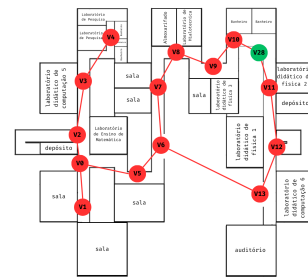 Laboratório
de Pesquisa
Laboratório
de Pesquisa
V4
Almoxarifado
Laboratório de
V8
V9
Banheiro
Banheiro
V10
V28
laboratório
didático de
física 2
V11
depósito
laboratório
didático de
computação 5
V3
sala
sala
V7
sala
laboratório
didático de
física 3
laboratório
didático de
física 1
V2
depósito
Laboratório
de Ensino de
Matemática
V6
V12
V0
V5
sala
V1
sala
V13
laboratório
didático de
computação 6
sala
auditório